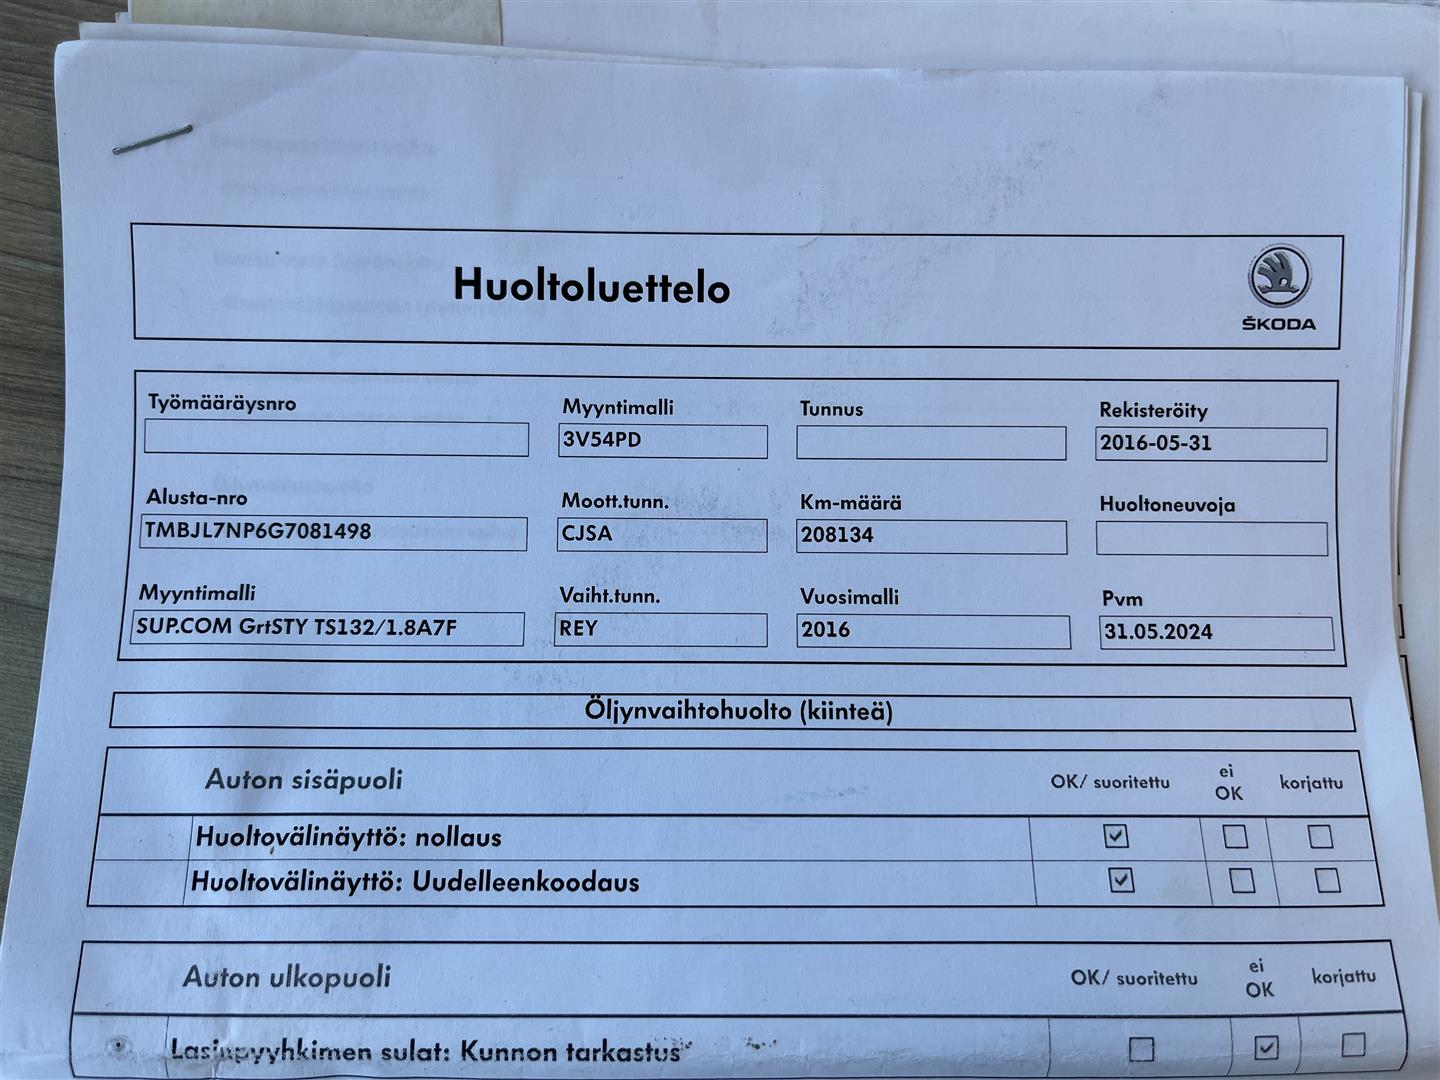 Huoltoluettelo
ŠKODA
Työmääräysnro Myyntimalli Tunnus Rekisteröity
3V54PD 2016-05-31
Alusta-nro Moott.tunn. Km-määrä Huoltoneuvoja
TMBJL7NP6G7081498 CJSA 208134
Myyntimalli Vaiht.tunn. Vuosimalli Pvm
SUP.COM GrtSTY TS132/1.8A7F REY 2016 31.05.2024
Öljynvaihtohuolto (kiinteä)
Auton sisäpuoli OK/ suoritettu ei OK korjattu
Huoltovälinäyttö: nollaus
Huoltovälinäyttö: Uudelleenkoodaus
Auton ulkopuoli OK/ suoritettu ei OK korjattu
Lasinpyyhkimen sulat: Kunnon tarkastus